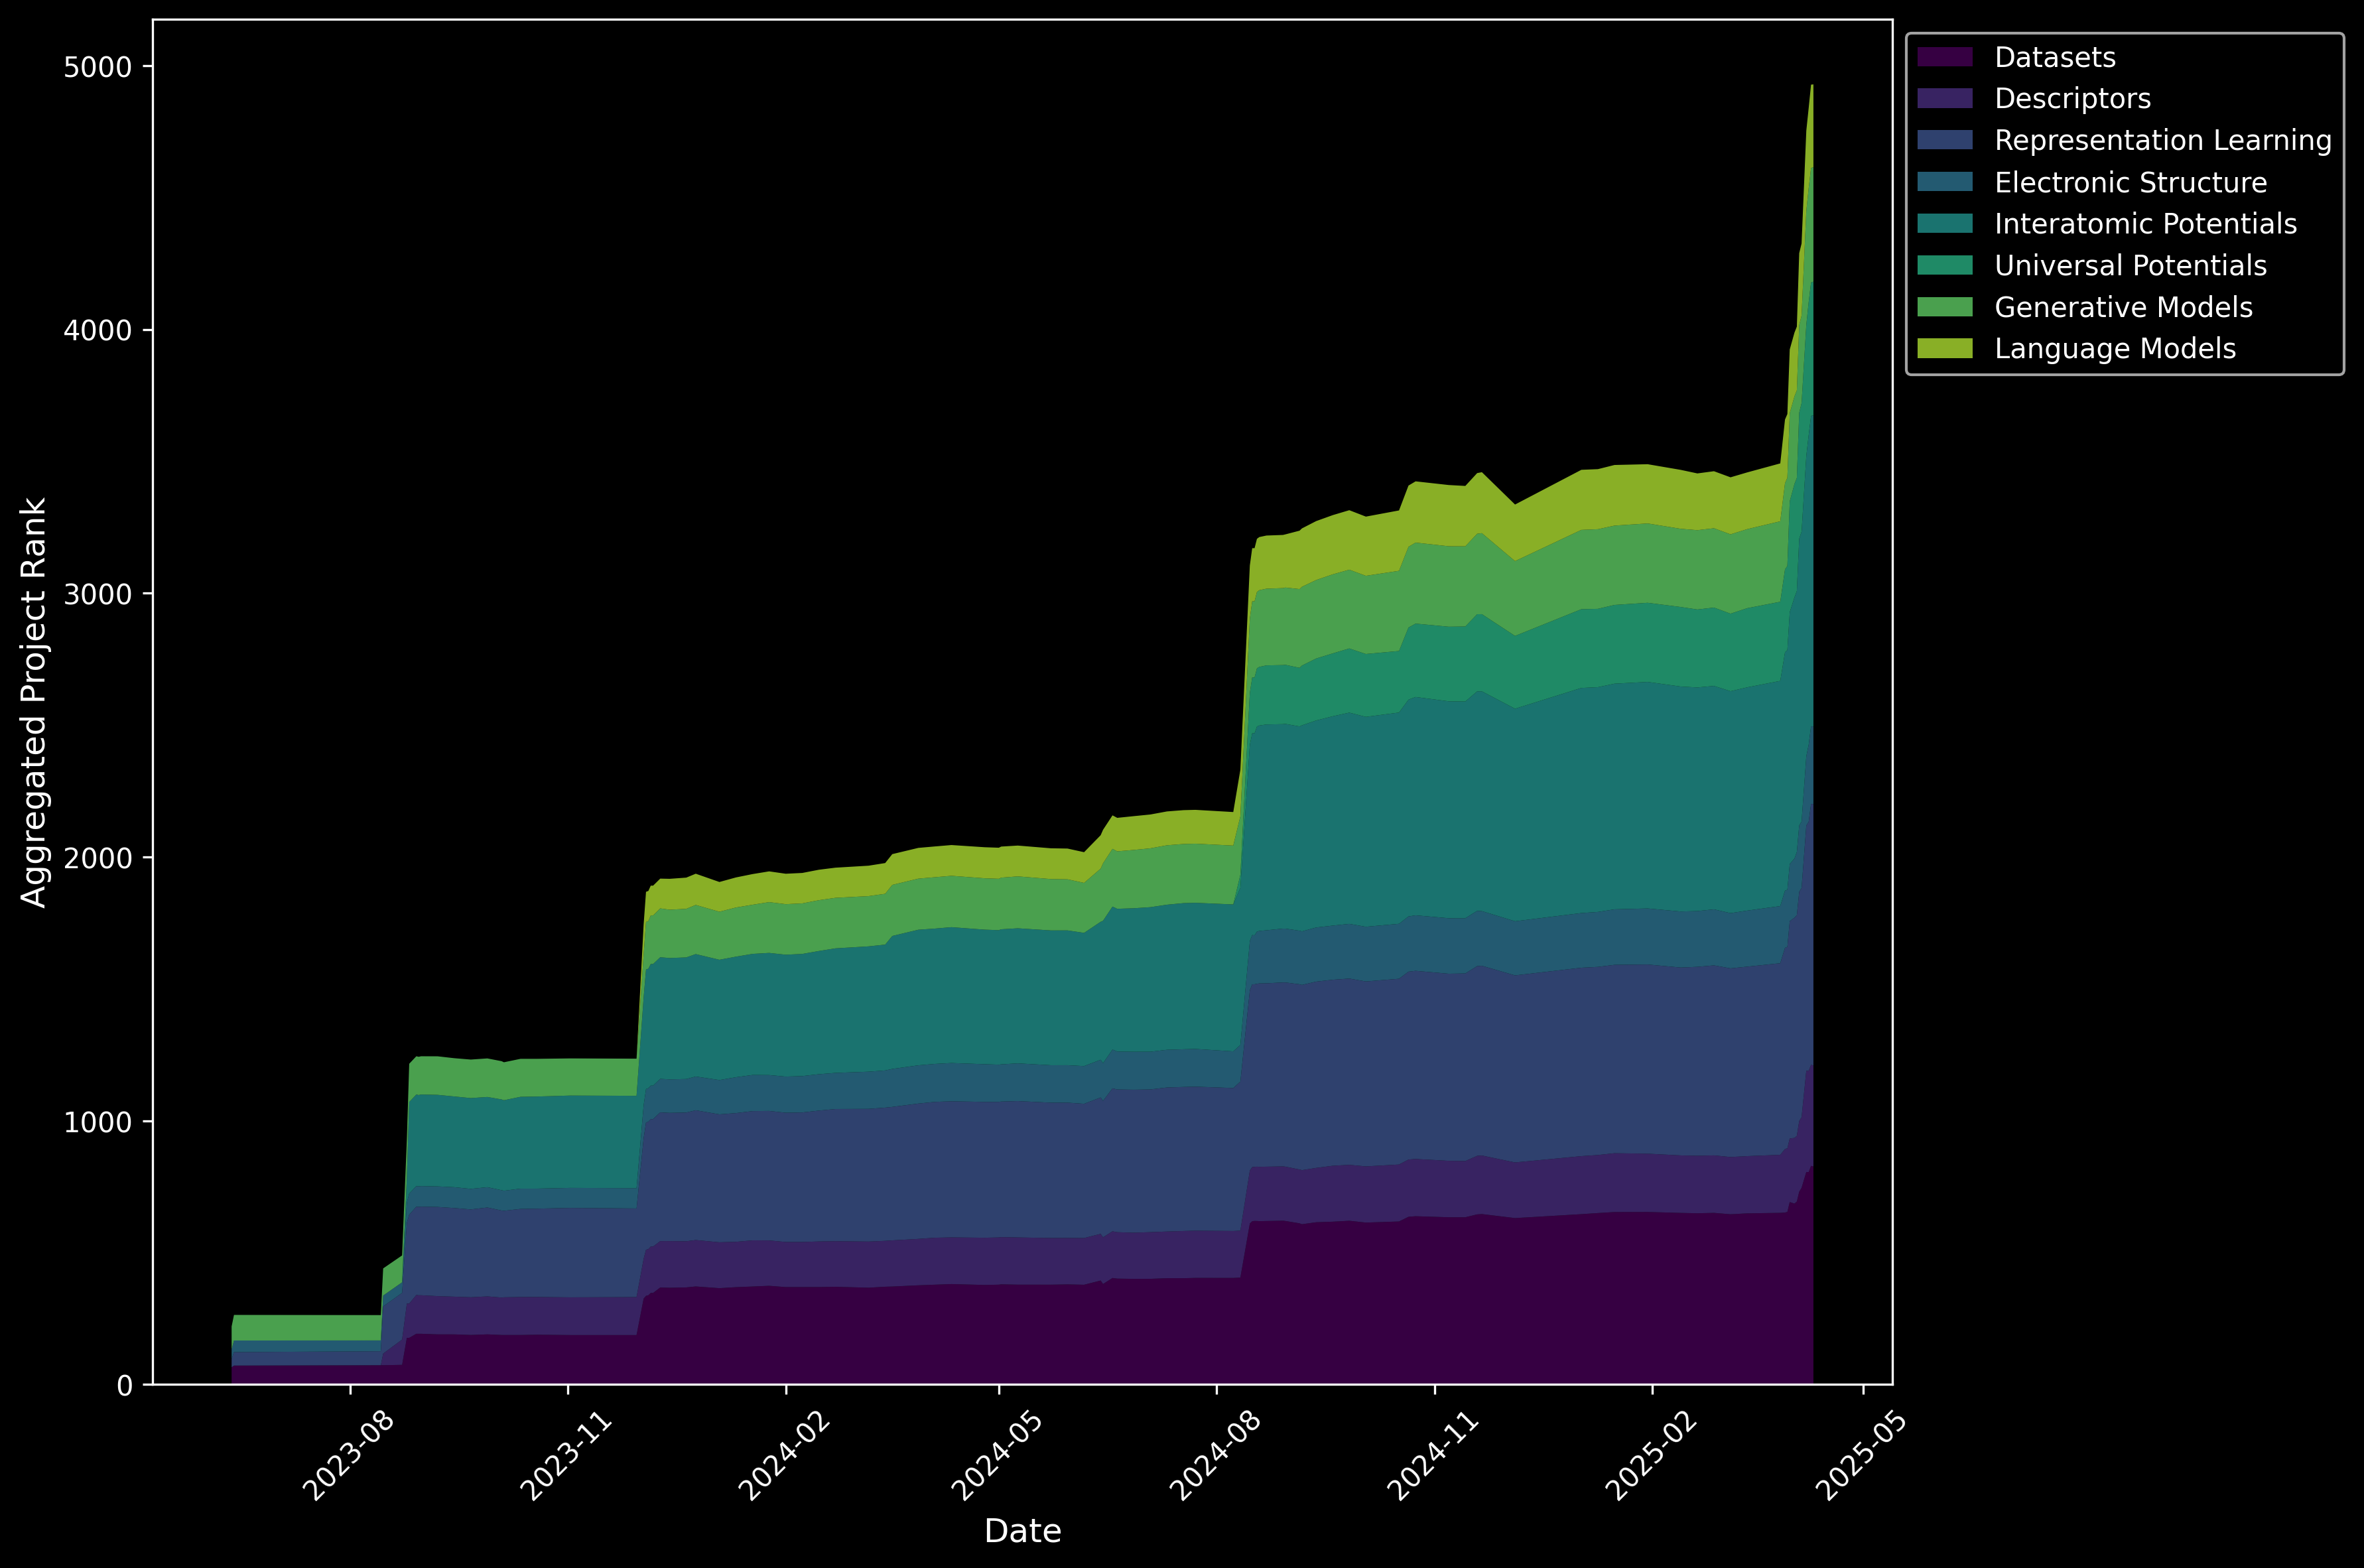 Aggregated Project Rank
5000
4000
3000
2000
1000
0
2023-08
2023-11
2024-02
2024-05
2024-08
2024-11
2025-02
2025-05
Date
Datasets
Descriptors
Representation Learning
Electronic Structure
Interatomic Potentials
Universal Potentials
Generative Models
Language Models